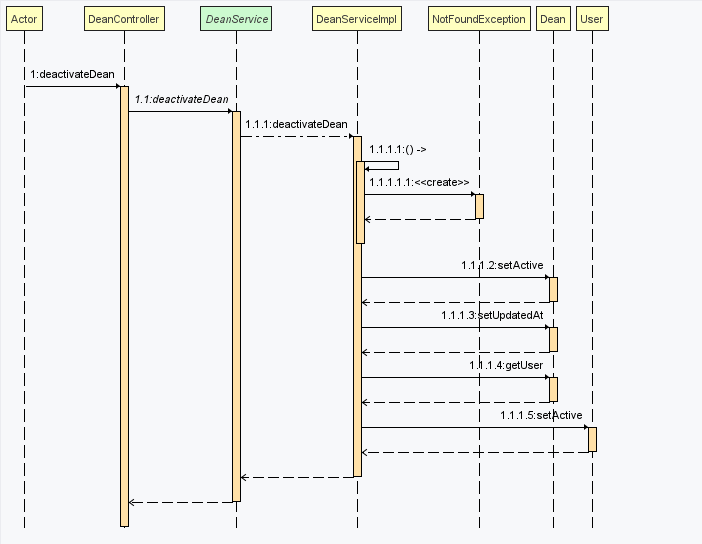 Actor DeanController DeanService DeanServiceImpl NotFoundException Dean User
1:deactivateDean
1.1:deactivateDean
1.1.1:deactivateDean
1.1.1.1:() ->
1.1.1.1.1:<<create>>
1.1.1.2:setActive
1.1.1.3:setUpdatedAt
1.1.1.4:getUser
1.1.1.5:setActive